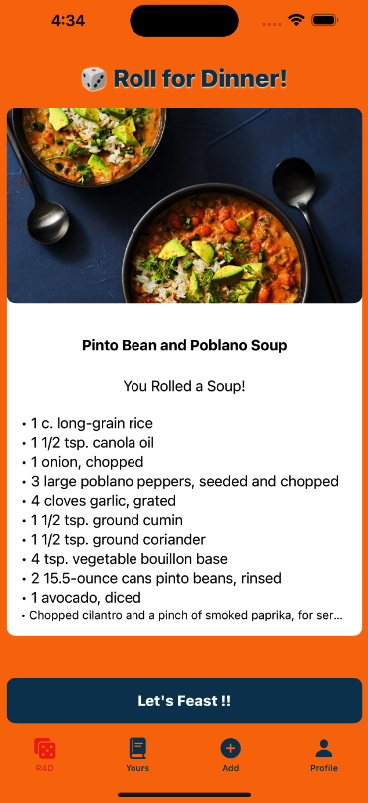 4:34
Roll for Dinner!
Pinto Bean and Poblano Soup
You Rolled a Soup!
• 1 c. long-grain rice
• 1 1/2 tsp. canola oil
• 1 onion, chopped
• 3 large poblano peppers, seeded and chopped
• 4 cloves garlic, grated
• 1 1/2 tsp. ground cumin
• 1 1/2 tsp. ground coriander
• 4 tsp. vegetable bouillon base
• 2 15.5-ounce cans pinto beans, rinsed
• 1 avocado, diced
• Chopped cilantro and a pinch of smoked paprika, for ser...
Let's Feast !!
R4D Yours Add Profile